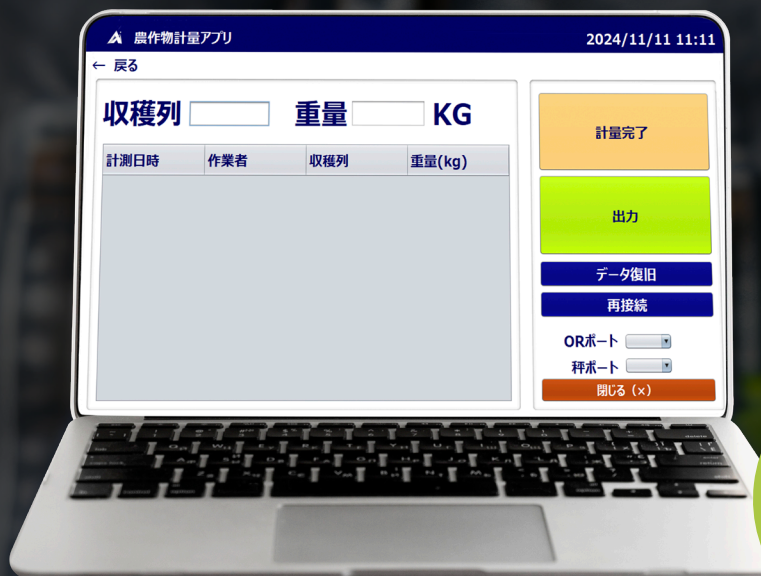 農作物計量アプリ
2024/11/11 11:11
← 戻る
収穫列
重量
KG
計測日時 作業者 収穫列 重量(kg)
計量完了
出力
データ復旧
再接続
ORポート
秤ポート
閉じる（×）